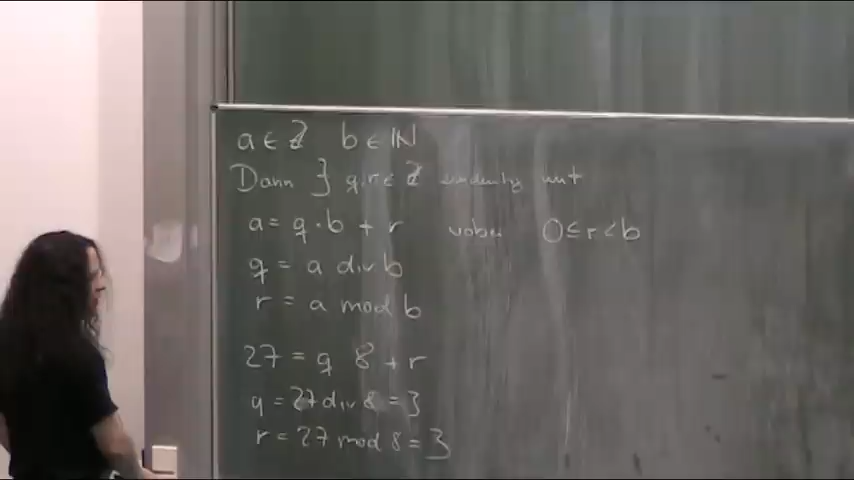 a ∈ ℤ b ∈ ℕ
Dann ∃ q, r ∈ ℤ eindeutig mit
a = q · b + r wobei 0 ≤ r < b
q = a div b
r = a mod b
27 = q 8 + r
q = 27 div 8 = 3
r = 27 mod 8 = 3